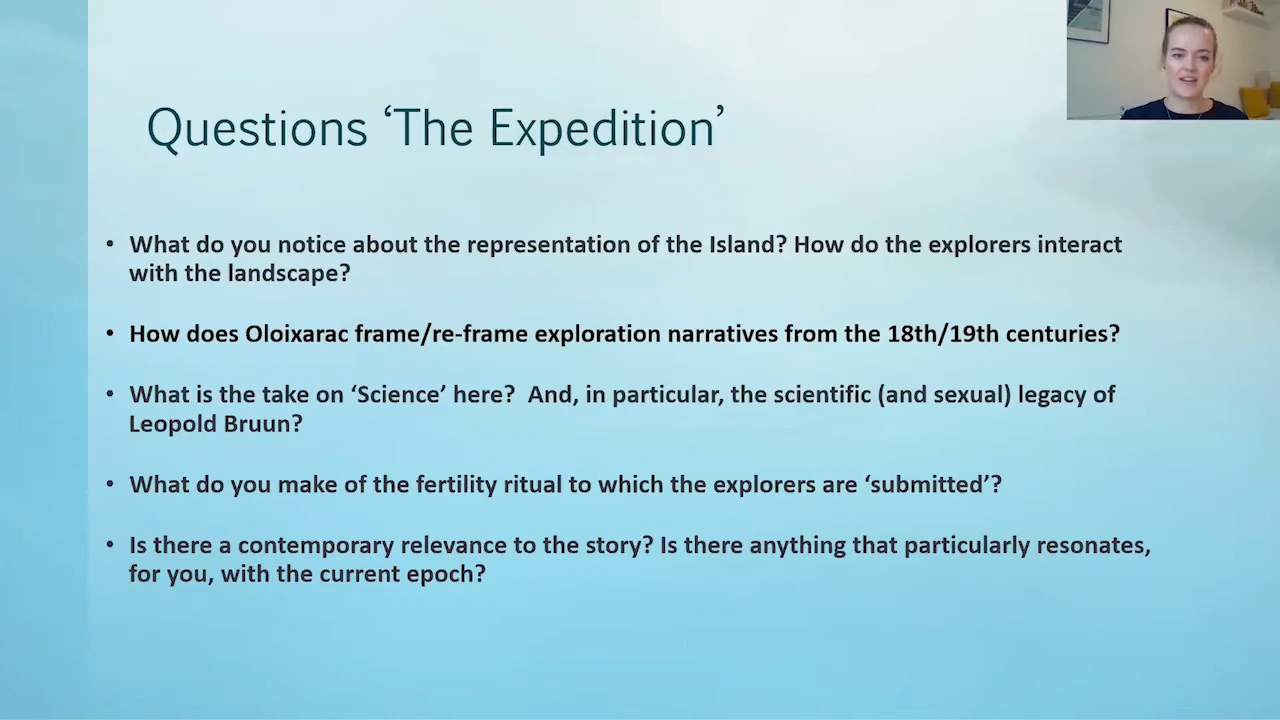 Questions ‘The Expedition’
• What do you notice about the representation of the Island? How do the explorers interact
with the landscape?
• How does Oloixarac frame/re-frame exploration narratives from the 18th/19th centuries?
• What is the take on ‘Science’ here?  And, in particular, the scientific (and sexual) legacy of
Leopold Bruun?
• What do you make of the fertility ritual to which the explorers are ‘submitted’?
• Is there a contemporary relevance to the story? Is there anything that particularly resonates,
for you, with the current epoch?